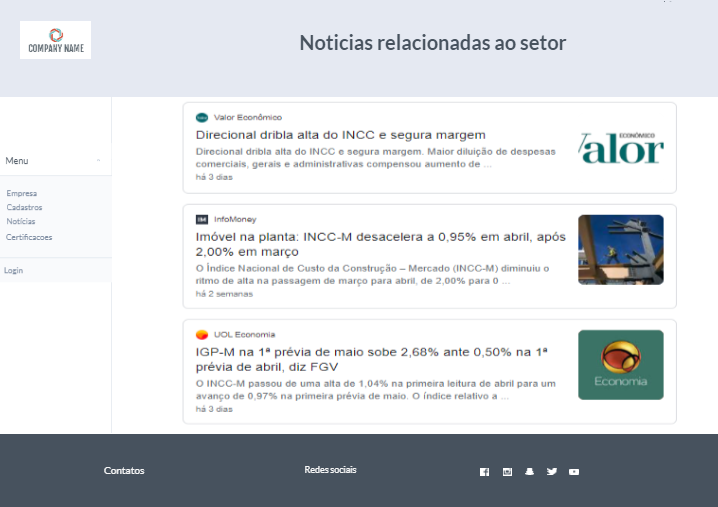 COMPANY NAME
Noticias relacionadas ao setor
Menu
Empresa
Cadastros
Notícias
Certificacoes
Login
Valor Econômico
Direcional dribla alta do INCC e segura margem
Direcional dribla alta do INCC e segura margem. Maior diluição de despesas
comerciais, gerais e administrativas compensou aumento de ...
há 3 dias
ECONÔMICO
Valor
InfoMoney
Imóvel na planta: INCC-M desacelera a 0,95% em abril, após
2,00% em março
O Índice Nacional de Custo da Construção – Mercado (INCC-M) diminuiu o
ritmo de alta na passagem de março para abril, de 2,00% para 0 ...
há 2 semanas
UOL Economia
IGP-M na 1ª prévia de maio sobe 2,68% ante 0,50% na 1ª
prévia de abril, diz FGV
O INCC-M passou de uma alta de 1,04% na primeira leitura de abril para um
avanço de 0,97% na primeira prévia de maio. O índice relativo a ...
há 3 dias
Economia
Contatos
Redes sociais